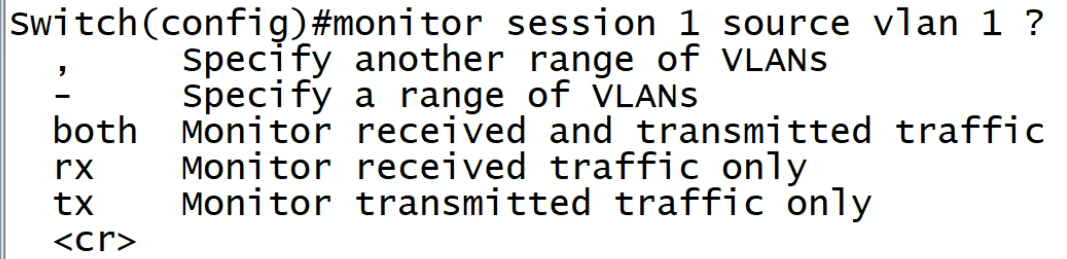 Switch(config)#monitor session 1 source vlan 1 ?
, Specify another range of VLANs
- Specify a range of VLANs
both Monitor received and transmitted traffic
rx Monitor received traffic only
tx Monitor transmitted traffic only
<cr>